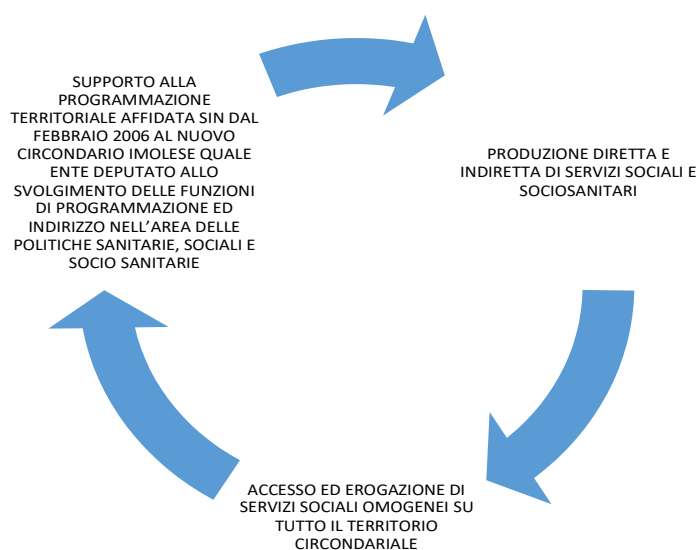 SUPPORTO ALLA
PROGRAMMAZIONE
TERRITORIALE AFFIDATA SIN DAL
FEBBRAIO 2006 AL NUOVO
CIRCONDARIO IMOLESE QUALE
ENTE DEPUTATO ALLO
SVOLGIMENTO DELLE FUNZIONI
DI PROGRAMMAZIONE ED
INDIRIZZO NELL'AREA DELLE
POLITICHE SANITARIE, SOCIALI E
SOCIO SANITARIE
PRODUZIONE DIRETTA E
INDIRETTA DI SERVIZI SOCIALI E
SOCIOSANITARI
ACCESSO ED EROGAZIONE DI
SERVIZI SOCIALI OMOGENEI SU
TUTTO IL TERRITORIO
CIRCONDARIALE